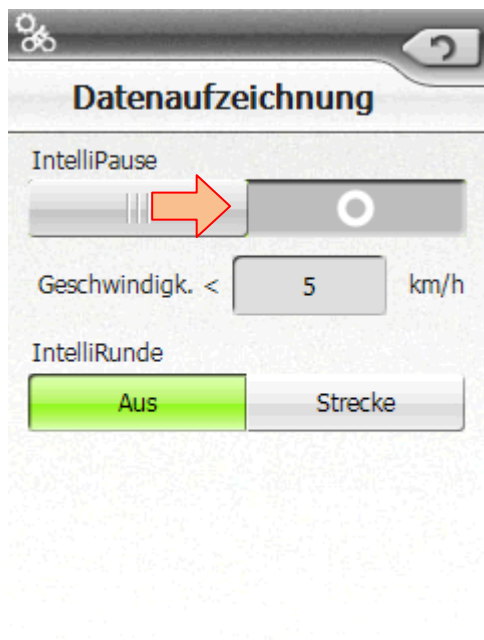 Datenaufzeichnung
IntelliPause
Geschwindigk. < 5 km/h
IntelliRunde
Aus Strecke